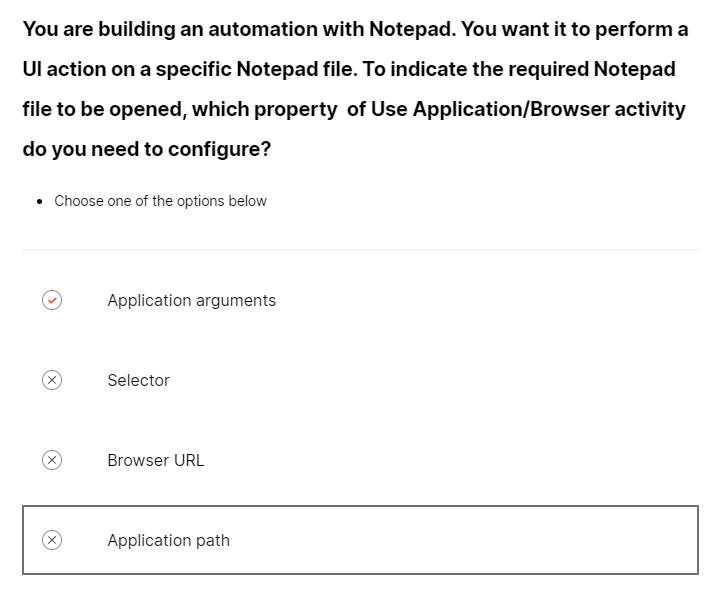 You are building an automation with Notepad. You want it to perform a
UI action on a specific Notepad file. To indicate the required Notepad
file to be opened, which property  of Use Application/Browser activity
do you need to configure?
• Choose one of the options below
Application arguments
Selector
Browser URL
Application path